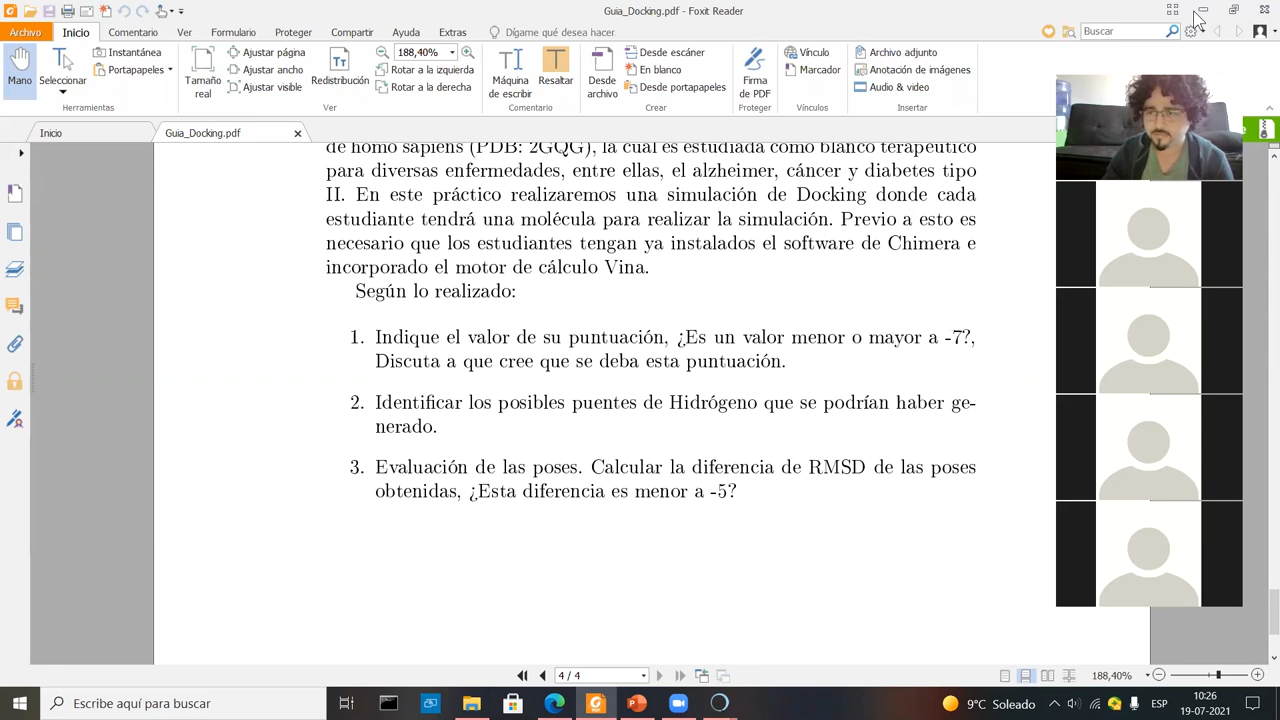 Guia_Docking.pdf - Foxit Reader
Archivo Inicio Comentario Ver Formulario Proteger Compartir Ayuda Extras Dígame qué desea hacer. Buscar
Mano
Seleccionar
Instantánea
Portapapeles
Herramientas
Tamaño real
Ajustar página
Ajustar ancho
Ajustar visible
Redistribución
188,40%
Rotar a la izquierda
Rotar a la derecha
Ver
Máquina de escribir
Resaltar
Comentario
Desde archivo
Desde escáner
En blanco
Desde portapapeles
Crear
Firma de PDF
Proteger
Vínculo
Marcador
Vínculos
Archivo adjunto
Anotación de imágenes
Audio & video
Insertar
Inicio
Guia_Docking.pdf
de homo sapiens (PDB: 2GQG), la cual es estudiada como blanco terapeutico
para diversas enfermedades, entre ellas, el alzheimer, cáncer y diabetes tipo
II. En este práctico realizaremos una simulación de Docking donde cada
estudiante tendrá una molécula para realizar la simulación. Previo a esto es
necesario que los estudiantes tengan ya instalados el software de Chimera e
incorporado el motor de cálculo Vina.
Según lo realizado:
1. Indique el valor de su puntuación, ¿Es un valor menor o mayor a -7?,
Discuta a que cree que se deba esta puntuación.
2. Identificar los posibles puentes de Hidrógeno que se podrían haber ge-
nerado.
3. Evaluación de las poses. Calcular la diferencia de RMSD de las poses
obtenidas, ¿Esta diferencia es menor a -5?
4 / 4
188,40%
Escribe aquí para buscar
9°C Soleado
ESP
10:26
19-07-2021